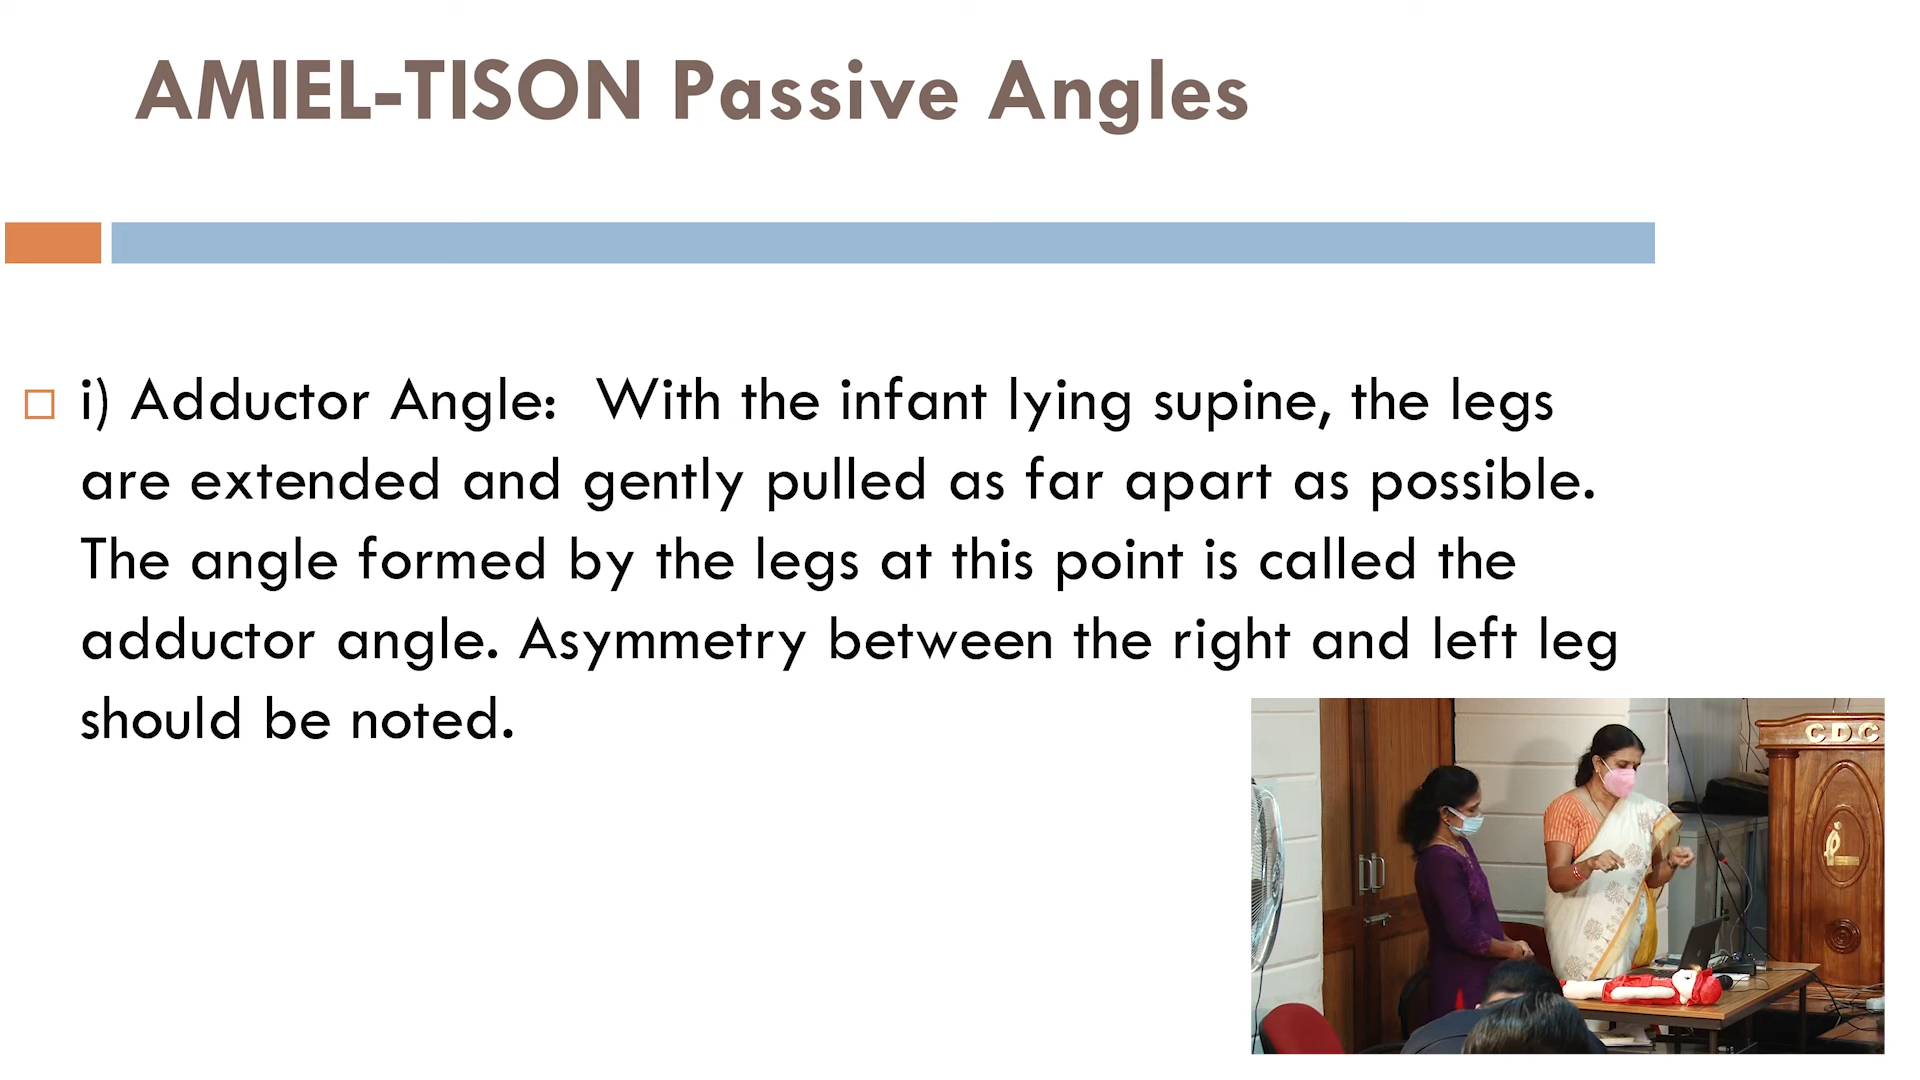 AMIEL-TISON Passive Angles
i) Adductor Angle: With the infant lying supine, the legs
are extended and gently pulled as far apart as possible.
The angle formed by the legs at this point is called the
adductor angle. Asymmetry between the right and left leg
should be noted.
CDC